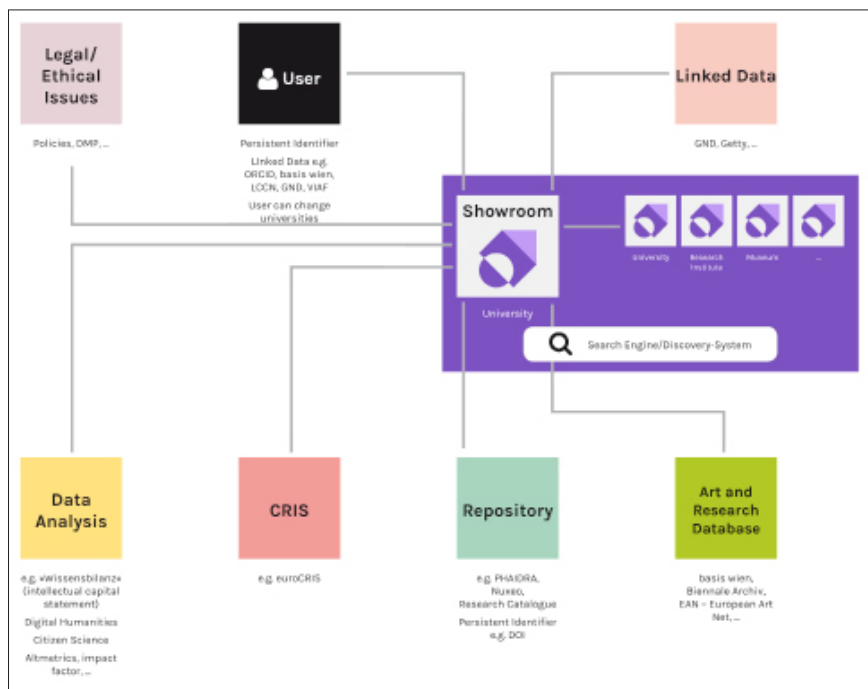 Legal/
Ethical
Issues
Policies, DMP, ...
User
Persistent Identifier
Linked Data e.g.
ORCID, basis wien,
LCCN, GND, VIAF
User can change
universities
Linked Data
GND, Getty, ...
Showroom
University
University
Research
Institute
Museum
...
Search Engine/Discovery-System
Data
Analysis
e.g. »Wissensbilanz«
(intellectual capital
statement)
Digital Humanities
Citizen Science
Altmetrics, impact
factor, ...
CRIS
e.g. euroCRIS
Repository
e.g. PHAIDRA,
Nuxeo,
Research Catalogue
Persistent Identifier
e.g. DOI
Art and
Research
Database
basis wien,
Biennale Archiv,
EAN – European Art
Net, ...